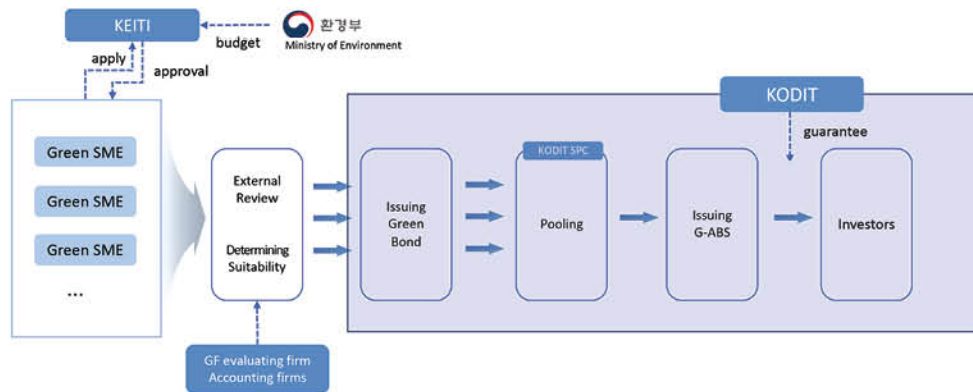 KEITI
환경부
Ministry of Environment
budget
apply
approval
KODIT
guarantee
Green SME
Green SME
Green SME
...
External
Review
Determining
Suitability
Issuing
Green
Bond
KODIT SPC
Pooling
Issuing
G-ABS
Investors
GF evaluating firm
Accounting firms